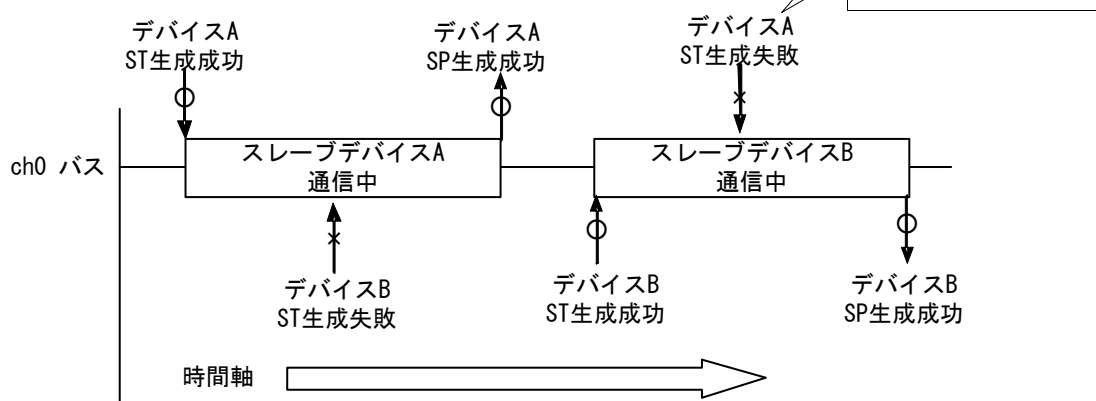 デバイスA
ST生成成功
デバイスA
SP生成成功
デバイスA
ST生成失敗
ch0 バス
スレーブデバイスA
通信中
スレーブデバイスB
通信中
デバイスB
ST生成失敗
デバイスB
ST生成成功
デバイスB
SP生成成功
時間軸